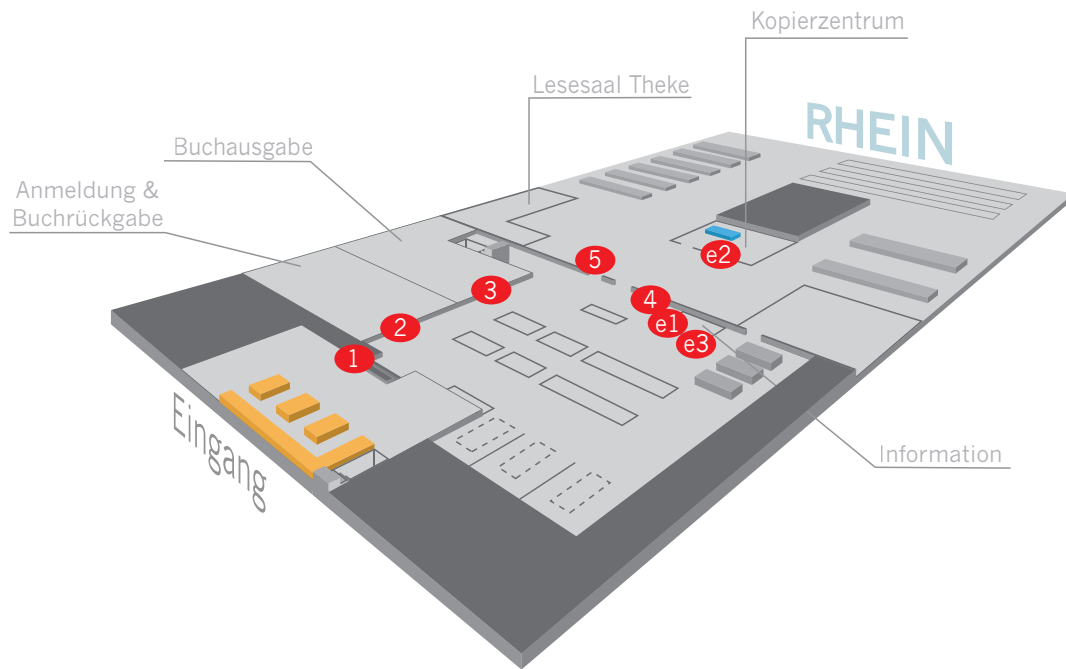 Kopierzentrum
Lesesaal Theke
RHEIN
Buchausgabe
Anmeldung &
Buchrückgabe
5
e2
3
4
e1
2
e3
1
Eingang
Information